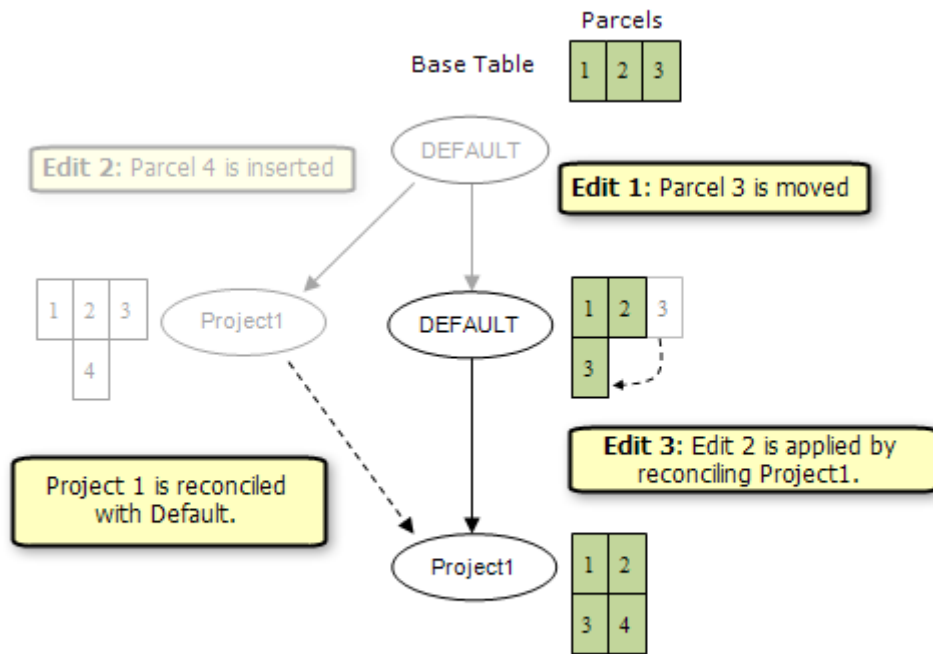 Parcels
Base Table
1 2 3
DEFAULT
Edit 2: Parcel 4 is inserted
Edit 1: Parcel 3 is moved
1 2 3
4
Project1
DEFAULT
1 2 3
3
Project 1 is reconciled
with Default.
Edit 3: Edit 2 is applied by
reconciling Project1.
Project1
1 2
3 4